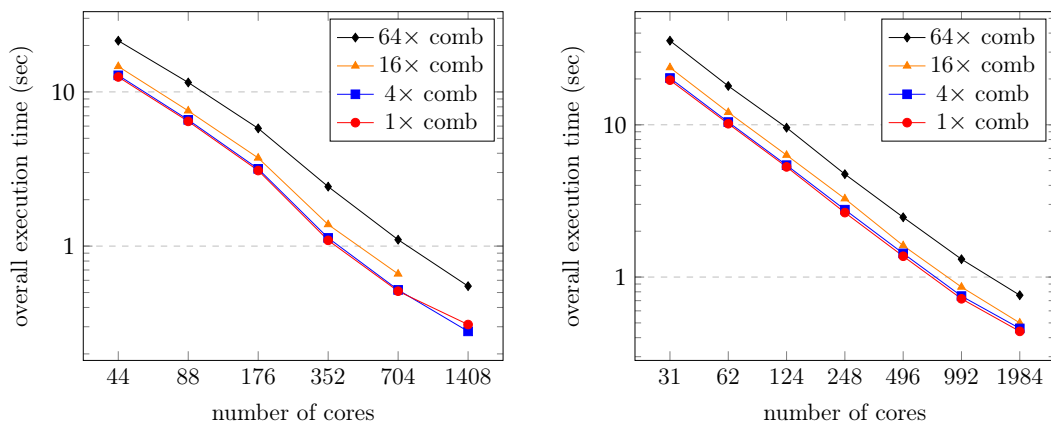 64× comb
16× comb
4× comb
1× comb
10
1
overall execution time (sec)
44 88 176 352 704 1408
number of cores
64× comb
16× comb
4× comb
1× comb
10
1
overall execution time (sec)
31 62 124 248 496 992 1984
number of cores